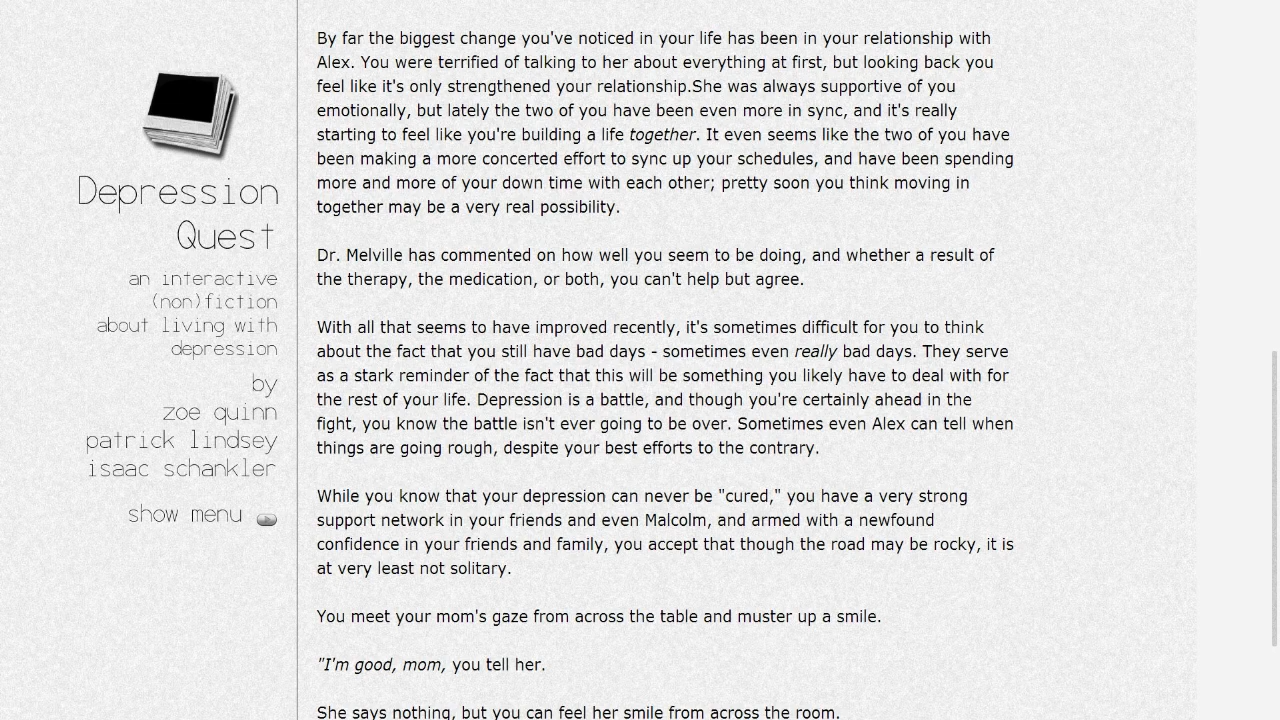 Depression
Quest
an interactive
(non)fiction
about living with
depression
by
zoe quinn
patrick lindsey
isaac schankler
show menu
By far the biggest change you've noticed in your life has been in your relationship with
Alex. You were terrified of talking to her about everything at first, but looking back you
feel like it's only strengthened your relationship.She was always supportive of you
emotionally, but lately the two of you have been even more in sync, and it's really
starting to feel like you're building a life together. It even seems like the two of you have
been making a more concerted effort to sync up your schedules, and have been spending
more and more of your down time with each other; pretty soon you think moving in
together may be a very real possibility.
Dr. Melville has commented on how well you seem to be doing, and whether a result of
the therapy, the medication, or both, you can't help but agree.
With all that seems to have improved recently, it's sometimes difficult for you to think
about the fact that you still have bad days - sometimes even really bad days. They serve
as a stark reminder of the fact that this will be something you likely have to deal with for
the rest of your life. Depression is a battle, and though you're certainly ahead in the
fight, you know the battle isn't ever going to be over. Sometimes even Alex can tell when
things are going rough, despite your best efforts to the contrary.
While you know that your depression can never be "cured," you have a very strong
support network in your friends and even Malcolm, and armed with a newfound
confidence in your friends and family, you accept that though the road may be rocky, it is
at very least not solitary.
You meet your mom's gaze from across the table and muster up a smile.
"I'm good, mom, you tell her.
She says nothing, but you can feel her smile from across the room.